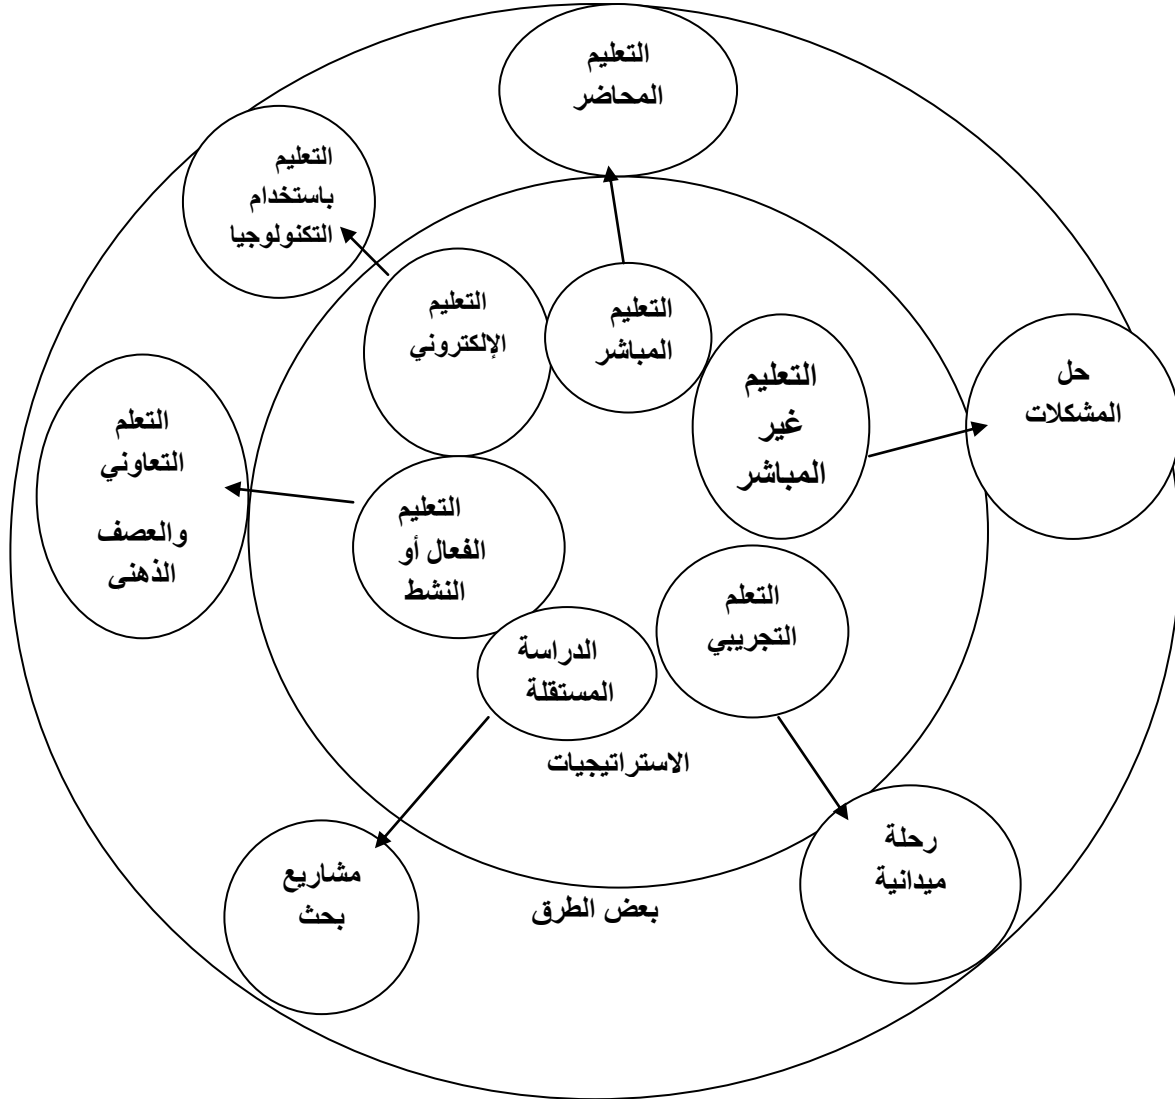 التعليم
المحاضر
التعليم
باستخدام
التكنولوجيا
التعليم
الإلكتروني
التعليم
المباشر
التعليم
غير
المباشر
حل
المشكلات
التعلم
التعاوني
والعصف
الذهنى
التعليم
الفعال أو
النشط
التعلم
التجريبي
الدراسة
المستقلة
الاستراتيجيات
رحلة
ميدانية
مشاريع
بحث
بعض الطرق